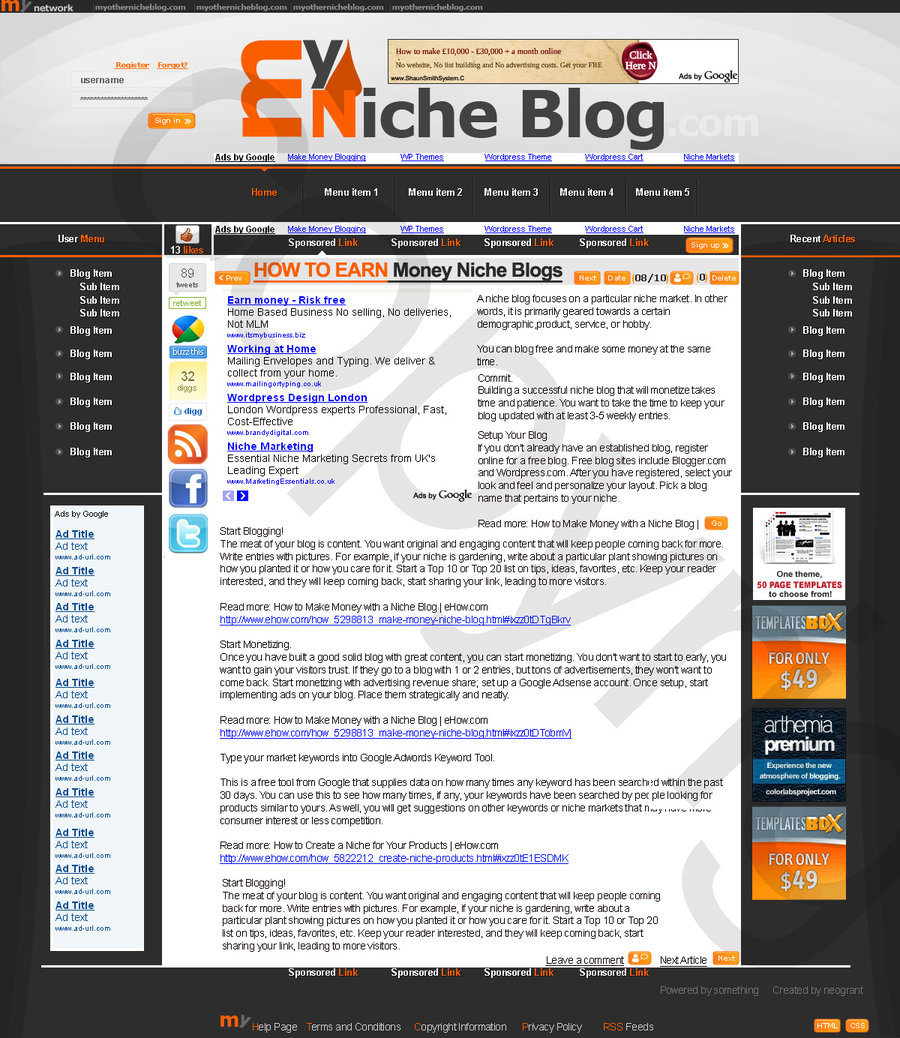 my network myothernicheblog.com myothernicheblog.com myothernicheblog.com myothernicheblog.com
Register Forgot?
username
Sign in
my Niche Blog.com
How to make £10,000 - £30,000 + a month online
No website, No list building and No advertising costs. Get your FREE
www.ShaunSmithSystem.C
Click Here N
Ads by Google
Ads by Google Make Money Blogging WP Themes Wordpress Theme Wordpress Cart Niche Markets
Home Menu item 1 Menu item 2 Menu item 3 Menu item 4 Menu item 5
User Menu
Blog Item
Sub Item
Sub Item
Sub Item
Blog Item
Blog Item
Blog Item
Blog Item
Blog Item
Blog Item
Ads by Google
Ad Title
Ad text
www.ad-url.com
Ad Title
Ad text
www.ad-url.com
Ad Title
Ad text
www.ad-url.com
Ad Title
Ad text
www.ad-url.com
Ad Title
Ad text
www.ad-url.com
Ad Title
Ad text
www.ad-url.com
Ad Title
Ad text
www.ad-url.com
Ad Title
Ad text
www.ad-url.com
Ad Title
Ad text
www.ad-url.com
Ad Title
Ad text
www.ad-url.com
Ad Title
Ad text
www.ad-url.com
13 likes
89
tweets
retweet
buzz this
32
diggs
digg
Ads by Google Make Money Blogging WP Themes Wordpress Theme Wordpress Cart Niche Markets
Sponsored Link Sponsored Link Sponsored Link Sign up »
< Prev HOW TO EARN Money Niche Blogs Next Date (08/10) (0) Delete
Earn money - Risk free
Home Based Business No selling, No deliveries,
Not MLM
www.itsmybusiness.biz
Working at Home
Mailing Envelopes and Typing. We deliver &
collect from your home.
www.mailingortyping.co.uk
Wordpress Design London
London Wordpress experts Professional, Fast,
Cost-Effective
www.brandydigital.com
Niche Marketing
Essential Niche Marketing Secrets from UK's
Leading Expert
www.MarketingEssentials.co.uk
Ads by Google
A niche blog focuses on a particular niche market. In other
words, it is primarily geared towards a certain
demographic,product, service, or hobby.
You can blog free and make some money at the same
time.
Commit.
Building a successful niche blog that will monetize takes
time and patience. You want to take the time to keep your
blog updated with at least 3-5 weekly entries.
Setup Your Blog
If you don't already have an established blog, register
online for a free blog. Free blog sites include Blogger.com
and Wordpress.com. After you have registered, select your
look and feel and personalize your layout. Pick a blog
name that pertains to your niche.
Read more: How to Make Money with a Niche Blog | Go
Start Blogging!
The meat of your blog is content. You want original and engaging content that will keep people coming back for more.
Write entries with pictures. For example, if your niche is gardening, write about a particular plant showing pictures on
how you planted it or how you care for it. Start a Top 10 or Top 20 list on tips, ideas, favorites, etc. Keep your reader
interested, and they will keep coming back, start sharing your link, leading to more visitors.
Read more: How to Make Money with a Niche Blog | eHow.com
http://www.ehow.com/how_5298813_make-money-niche-blog.html#ixzz0tDTgBkrv
Start Monetizing.
Once you have built a good solid blog with great content, you can start monetizing. You don't want to start to early, you
want to gain your visitors trust. If they go to a blog with 1 or 2 entries, but tons of advertisements, they won't want to
come back. Start monetizing with advertising revenue share; set up a Google Adsense account. Once setup, start
implementing ads on your blog. Place them strategically and neatly.
Read more: How to Make Money with a Niche Blog | eHow.com
http://www.ehow.com/how_5298813_make-money-niche-blog.html#ixzz0tDTobmVj
Type your market keywords into Google Adwords Keyword Tool.
This is a free tool from Google that supplies data on how many times any keyword has been searched within the past
30 days. You can use this to see how many times, if any, your keywords have been searched by people looking for
products similar to yours. As well, you will get suggestions on other keywords or niche markets that may have more
consumer interest or less competition.
Read more: How to Create a Niche for Your Products | eHow.com
http://www.ehow.com/how_5822212_create-niche-products.html#ixzz0tE1ESDMK
Start Blogging!
The meat of your blog is content. You want original and engaging content that will keep people coming
back for more. Write entries with pictures. For example, if your niche is gardening, write about a
particular plant showing pictures on how you planted it or how you care for it. Start a Top 10 or Top 20
list on tips, ideas, favorites, etc. Keep your reader interested, and they will keep coming back, start
sharing your link, leading to more visitors.
Leave a comment Next Article Next
Recent Articles
Blog Item
Sub Item
Sub Item
Sub Item
Blog Item
Blog Item
Blog Item
Blog Item
Blog Item
Blog Item
One theme,
50 PAGE TEMPLATES
to choose from!
TEMPLATESBOX
FOR ONLY
$49
arthemia
premium
Experience the new
atmosphere of blogging.
colorlabsproject.com
TEMPLATESBOX
FOR ONLY
$49
Sponsored Link Sponsored Link Sponsored Link Sponsored Link
Powered by something Created by neogrant
my Help Page Terms and Conditions Copyright Information Privacy Policy RSS Feeds HTML CSS